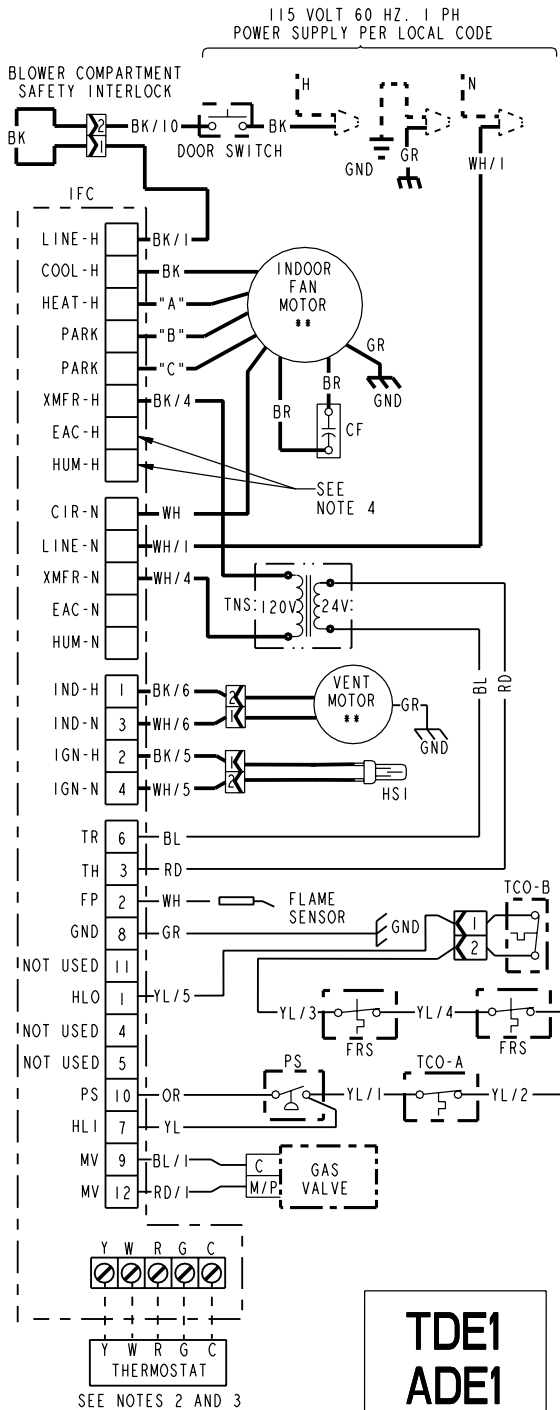 115 VOLT 60 HZ. 1 PH
POWER SUPPLY PER LOCAL CODE
BLOWER COMPARTMENT
SAFETY INTERLOCK
H
N
BK
2
1
BK/10
BK
DOOR SWITCH
GND
GR
WH/1
IFC
LINE-H
BK/1
COOL-H
BK
HEAT-H
"A"
PARK
"B"
PARK
"C"
XMFR-H
BK/4
EAC-H
HUM-H
INDOOR
FAN
MOTOR
**
GR
GND
BR
BR
CF
SEE
NOTE 4
CIR-N
WH
LINE-N
WH/1
XMFR-N
WH/4
EAC-N
HUM-N
TNS:
120V
24V
BL
RD
IND-H
1
BK/6
2
IND-N
3
WH/6
1
VENT
MOTOR
**
GR
GND
IGN-H
2
BK/5
1
IGN-N
4
WH/5
2
HSI
TR
6
BL
TH
3
RD
FP
2
WH
FLAME
SENSOR
GND
8
GR
GND
TCO-B
1
2
NOT USED
11
HLO
1
YL/5
NOT USED
4
YL/3
YL/4
FRS
FRS
NOT USED
5
PS
TCO-A
PS
10
OR
YL/1
YL/2
HLI
7
YL
MV
9
BL/1
C
MV
12
RD/1
M/P
GAS
VALVE
Y W R G C
Y W R G C
THERMOSTAT
SEE NOTES 2 AND 3
TDE1
ADE1